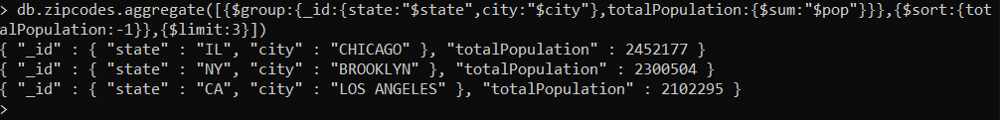 > db.zipcodes.aggregate([{$group:{_id:{state:"$state",city:"$city"},totalPopulation:{$sum:"$pop"}}},{$sort:{tot
alPopulation:-1}},{$limit:3}])
{ "_id" : { "state" : "IL", "city" : "CHICAGO" }, "totalPopulation" : 2452177 }
{ "_id" : { "state" : "NY", "city" : "BROOKLYN" }, "totalPopulation" : 2300504 }
{ "_id" : { "state" : "CA", "city" : "LOS ANGELES" }, "totalPopulation" : 2102295 }
>